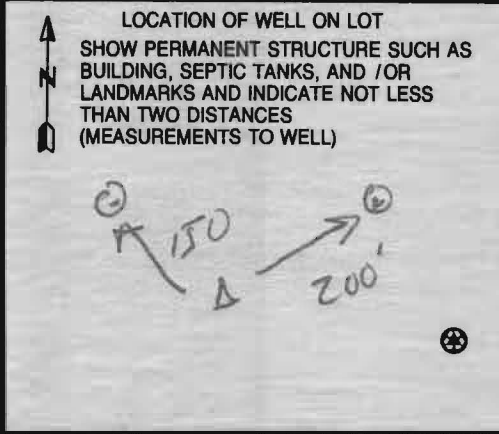 LOCATION OF WELL ON LOT
SHOW PERMANENT STRUCTURE SUCH AS
BUILDING, SEPTIC TANKS, AND / OR
LANDMARKS AND INDICATE NOT LESS
THAN TWO DISTANCES
(MEASUREMENTS TO WELL)
N
150
200'